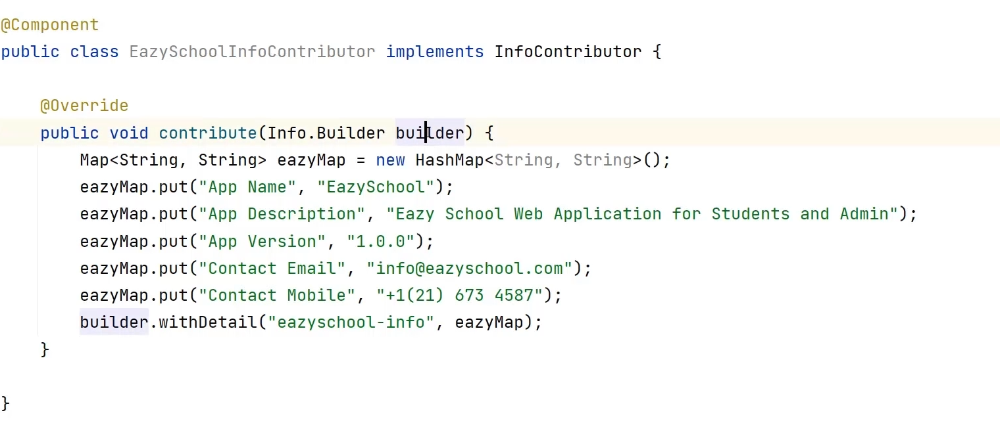 @Component
public class EazySchoolInfoContributor implements InfoContributor {
@Override
public void contribute(Info.Builder builder) {
Map<String, String> eazyMap = new HashMap<String, String>();
eazyMap.put("App Name", "EazySchool");
eazyMap.put("App Description", "Eazy School Web Application for Students and Admin");
eazyMap.put("App Version", "1.0.0");
eazyMap.put("Contact Email", "info@eazyschool.com");
eazyMap.put("Contact Mobile", "+1(21) 673 4587");
builder.withDetail("eazyschool-info", eazyMap);
}
}